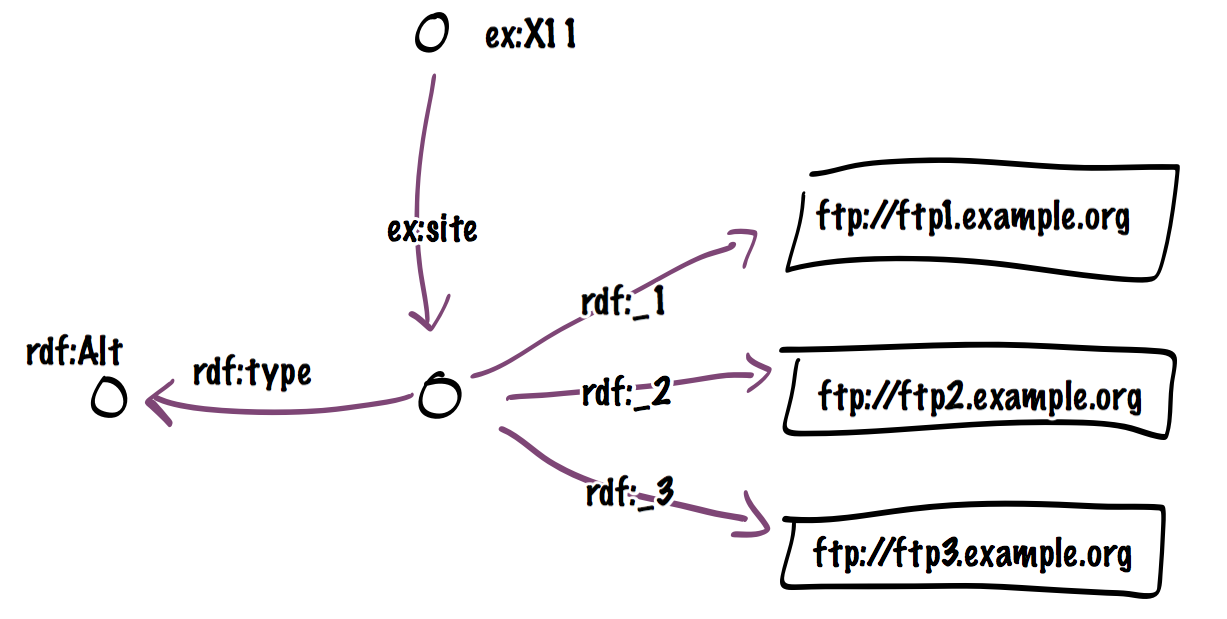 ex:X11
ex:site
rdf:Alt
rdf:type
rdf:_1
rdf:_2
rdf:_3
ftp://ftp1.example.org
ftp://ftp2.example.org
ftp://ftp3.example.org